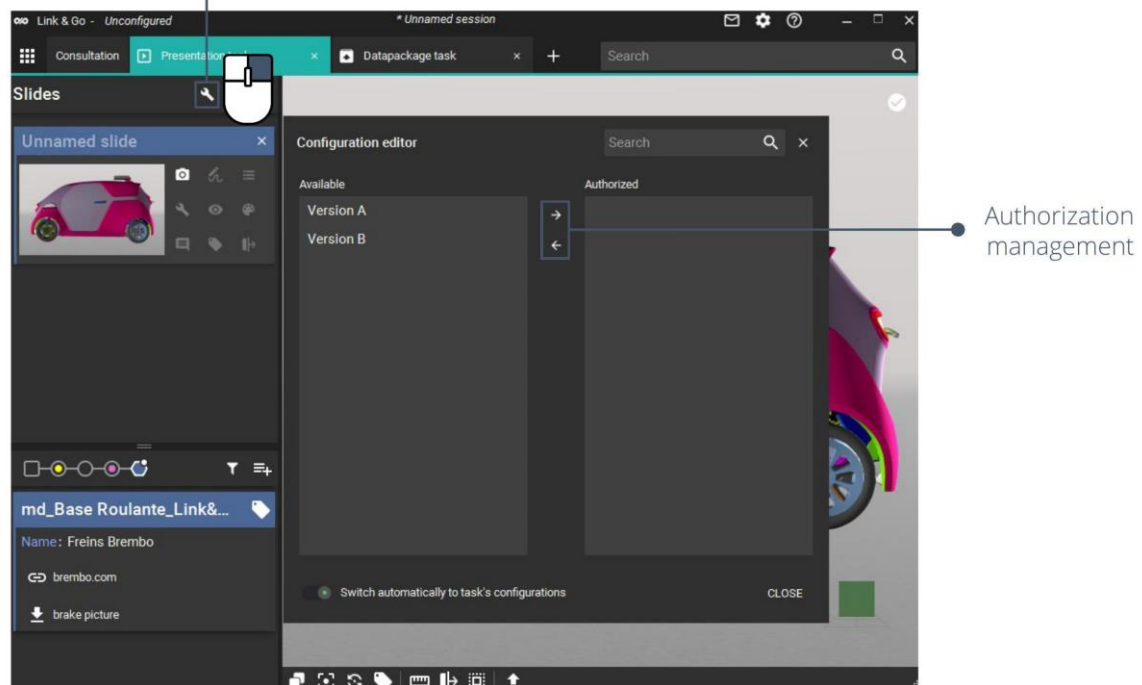 Link & Go - Unconfigured
* Unnamed session
Consultation
Datapackage task
Search
Slides
Unnamed slide
Configuration editor
Search
Available
Authorized
Version A
Version B
Authorization
management
md_Base Roulante_Link&...
Name: Freins Brembo
brembo.com
brake picture
Switch automatically to task's configurations
CLOSE